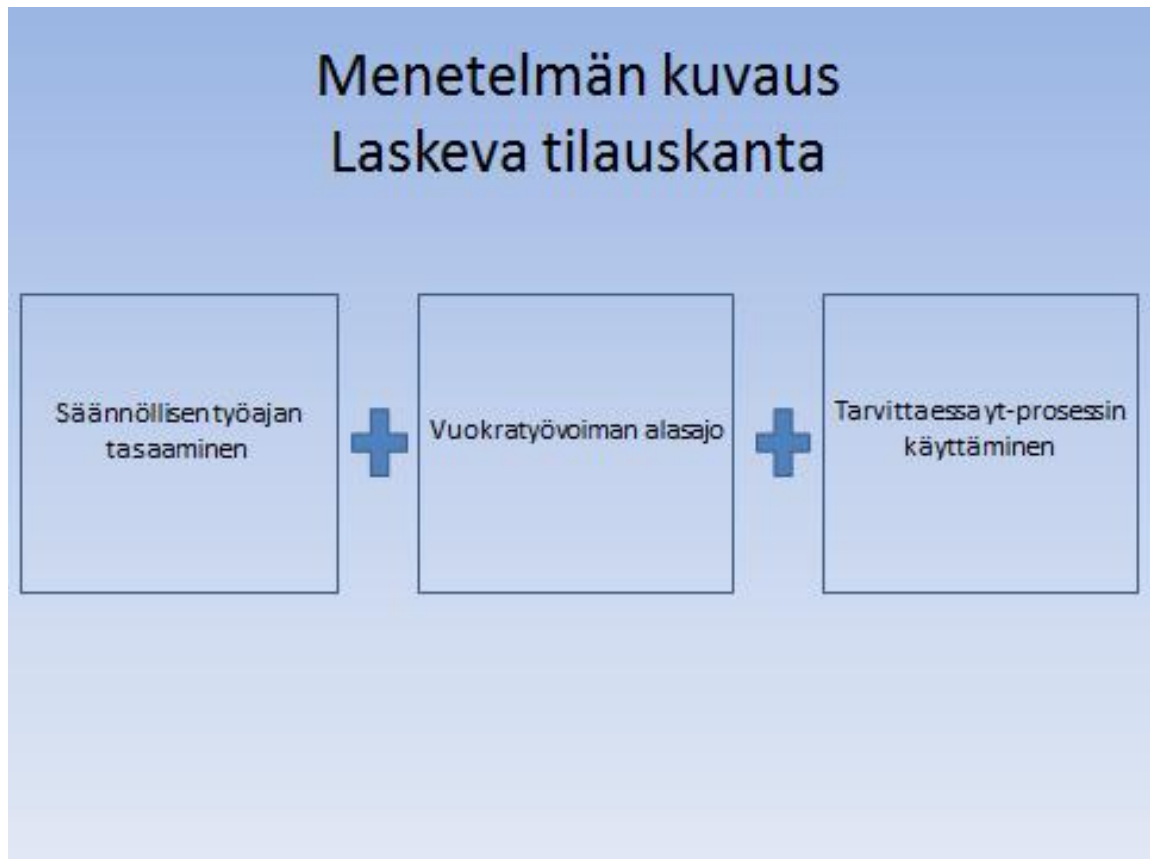 Menetelmän kuvaus
Laskeva tilauskanta
Säännöllisen työajan
tasaaminen
Vuokratyövoiman alasajo
Tarvittaessa yt-prosessin
käyttäminen